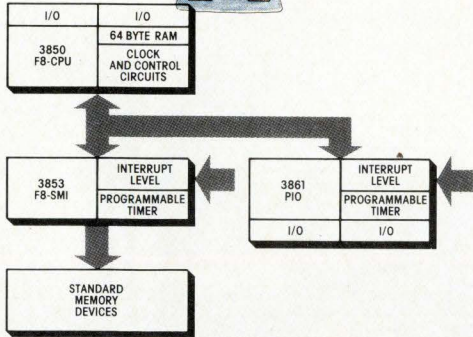 I/O
I/O
3850
F8-CPU
64 BYTE RAM
CLOCK
AND CONTROL
CIRCUITS
3853
F8-SMI
INTERRUPT
LEVEL
PROGRAMMABLE
TIMER
3861
PIO
INTERRUPT
LEVEL
PROGRAMMABLE
TIMER
I/O
I/O
STANDARD
MEMORY
DEVICES